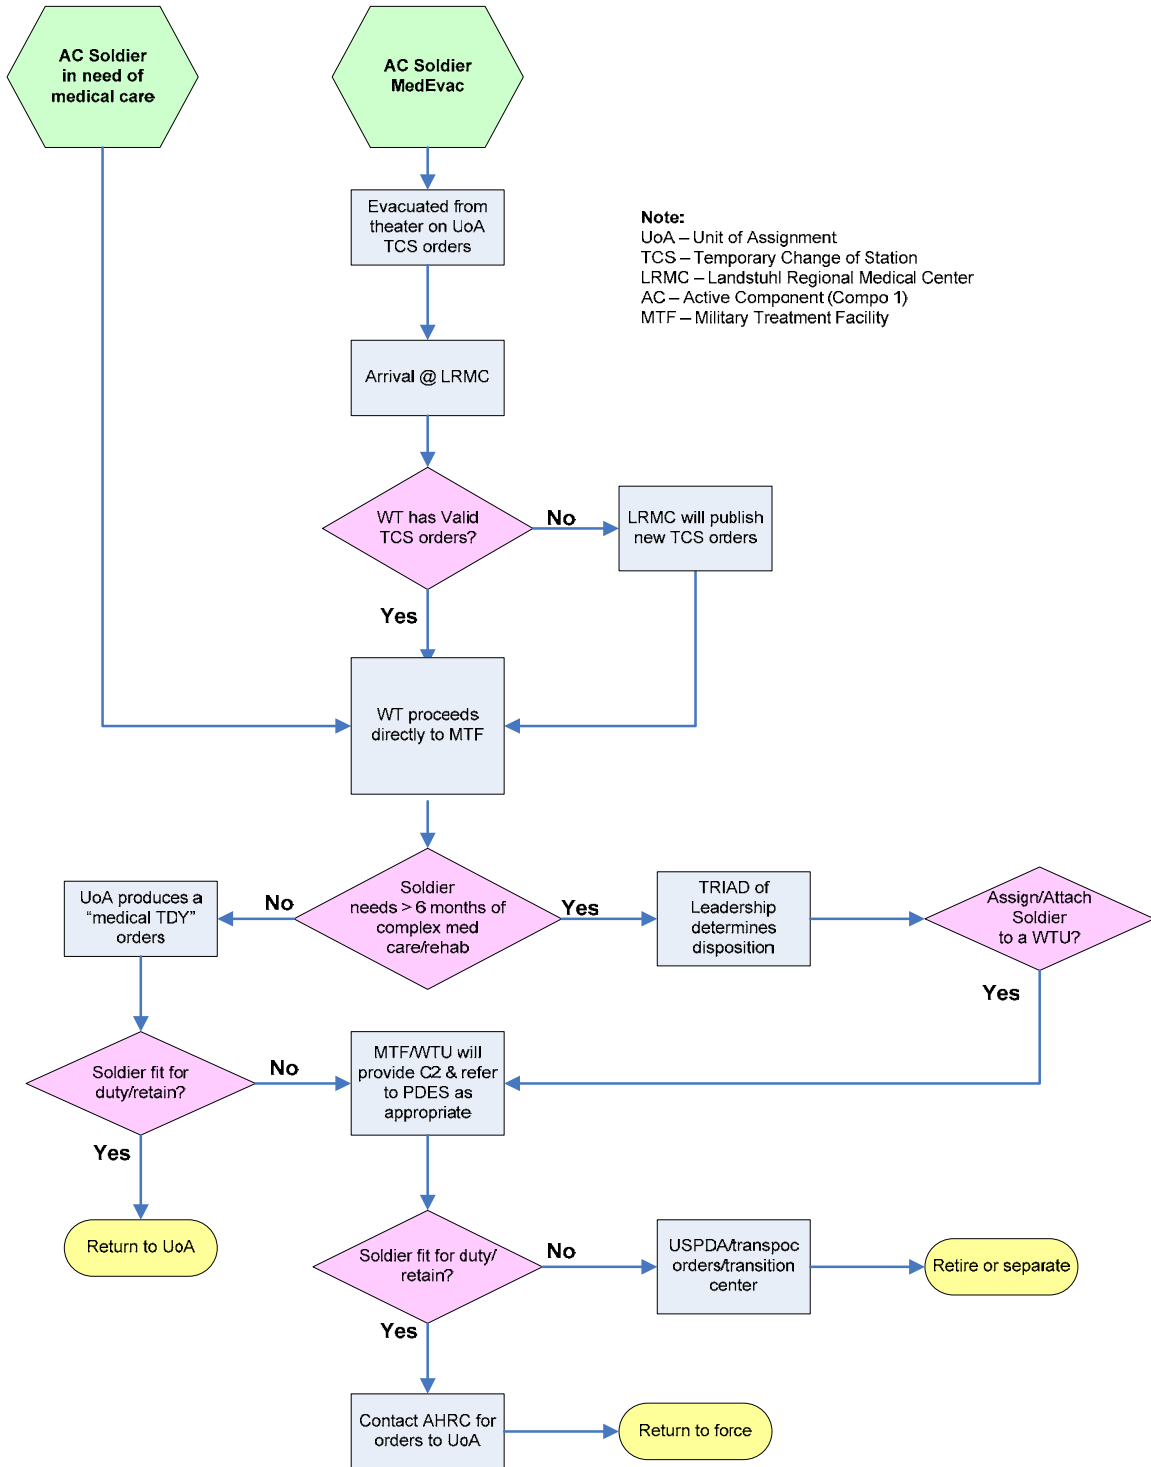 AC Soldier
in need of
medical care
AC Soldier
MedEvac
Evacuated from
theater on UoA
TCS orders
Note:
UoA – Unit of Assignment
TCS – Temporary Change of Station
LRMC – Landstuhl Regional Medical Center
AC – Active Component (Compo 1)
MTF – Military Treatment Facility
Arrival @ LRMC
WT has Valid
TCS orders?
No
LRMC will publish
new TCS orders
Yes
WT proceeds
directly to MTF
UoA produces a
“medical TDY”
orders
No
Soldier
needs > 6 months of
complex med
care/rehab
Yes
TRIAD of
Leadership
determines
disposition
Assign/Attach
Soldier
to a WTU?
Yes
Soldier fit for
duty/retain?
No
MTF/WTU will
provide C2 & refer
to PDES as
appropriate
Yes
Return to UoA
Soldier fit for duty/
retain?
No
USPDA/transpoc
orders/transition
center
Retire or separate
Yes
Contact AHRC for
orders to UoA
Return to force